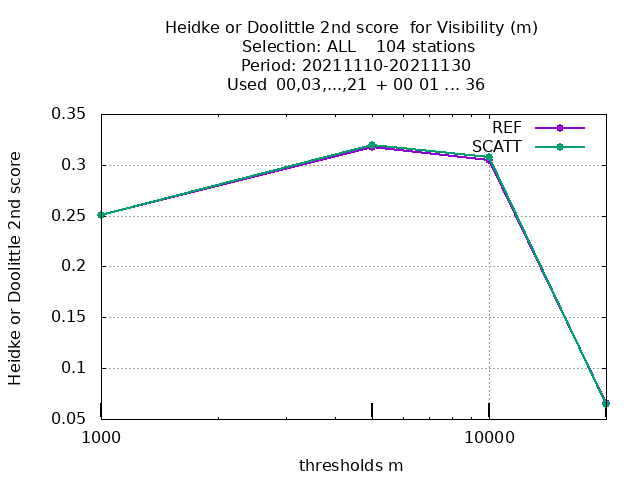 Heidke or Doolittle 2nd score  for Visibility (m)
Selection: ALL    104 stations
Period: 20211110-20211130
Used  00,03,...,21  + 00 01 ... 36
REF
SCATT
Heidke or Doolittle 2nd score
0.35
0.3
0.25
0.2
0.15
0.1
0.05
1000
10000
thresholds m